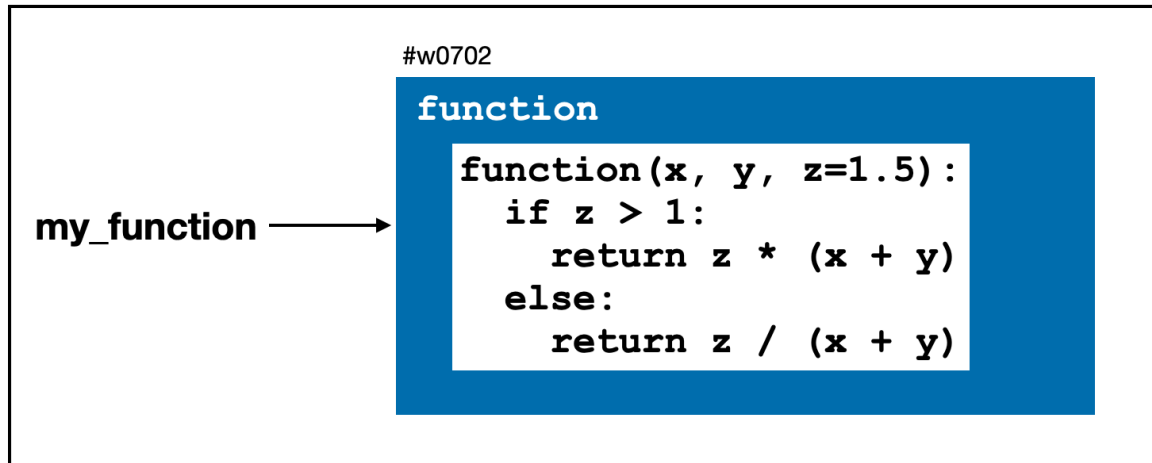 #w0702
function
function(x, y, z=1.5):
  if z > 1:
    return z * (x + y)
  else:
    return z / (x + y)
my_function